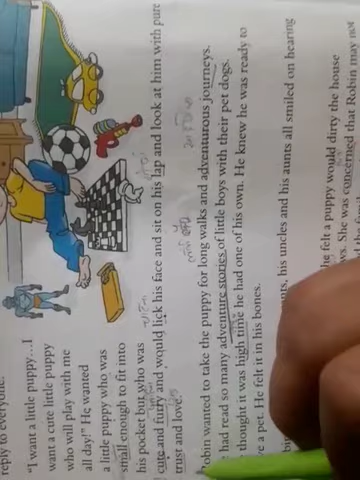 reply to everyone.
"I want a little puppy...I
want a cute little puppy
who will play with me
all day!" He wanted
a little puppy who was
small enough to fit into
his pocket but who was
cute and furry and would lick his face and sit on his lap and look at him with pure
trust and love.
obin wanted to take the puppy for long walks and adventurous journeys.
had read so many adventure stories of little boys with their pet dogs.
thought it was high time he had one of his own. He knew he was ready to
ve a pet. He felt it in his bones.
nts, his uncles and his aunts all smiled on hearing
he felt a puppy would dirty the house
ws. She was concerned that Robin may not